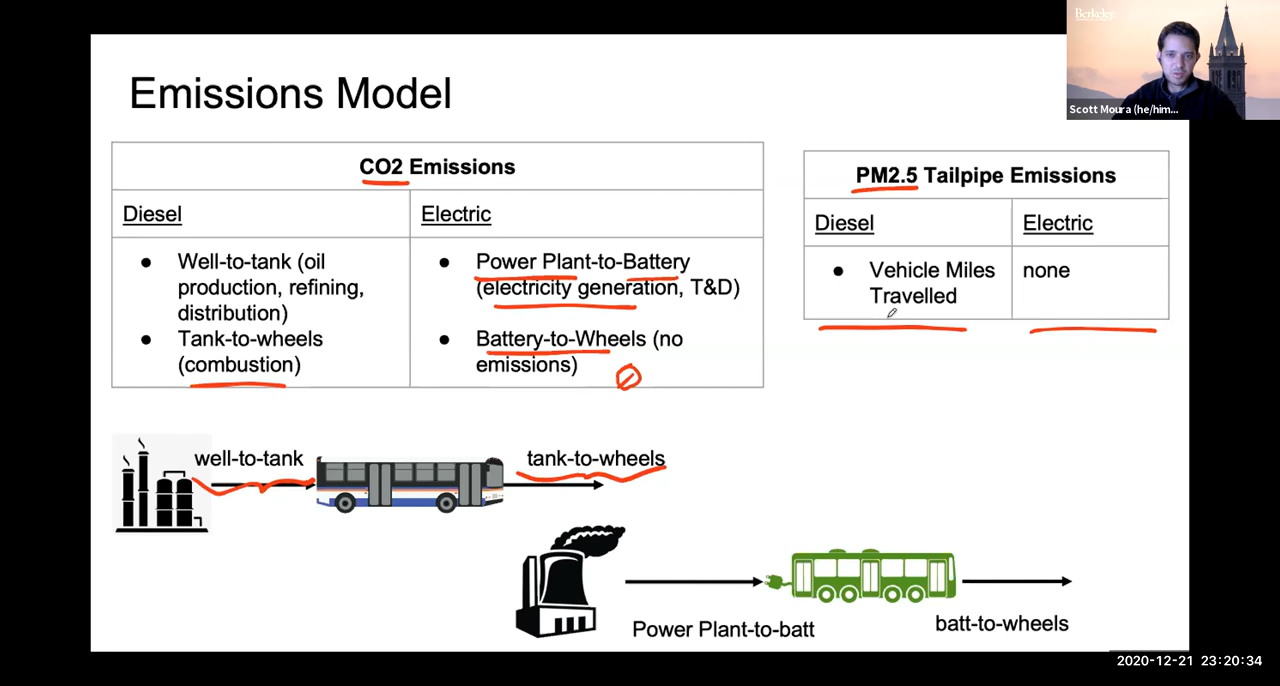 Berkeley
Scott Moura (he/him...
Emissions Model
CO2 Emissions
Diesel
Electric
Well-to-tank (oil
production, refining,
distribution)
Tank-to-wheels
(combustion)
Power Plant-to-Battery
(electricity generation, T&D)
Battery-to-Wheels (no
emissions)
PM2.5 Tailpipe Emissions
Diesel
Electric
Vehicle Miles
Travelled
none
well-to-tank
tank-to-wheels
Power Plant-to-batt
batt-to-wheels
2020-12-21 23:20:34